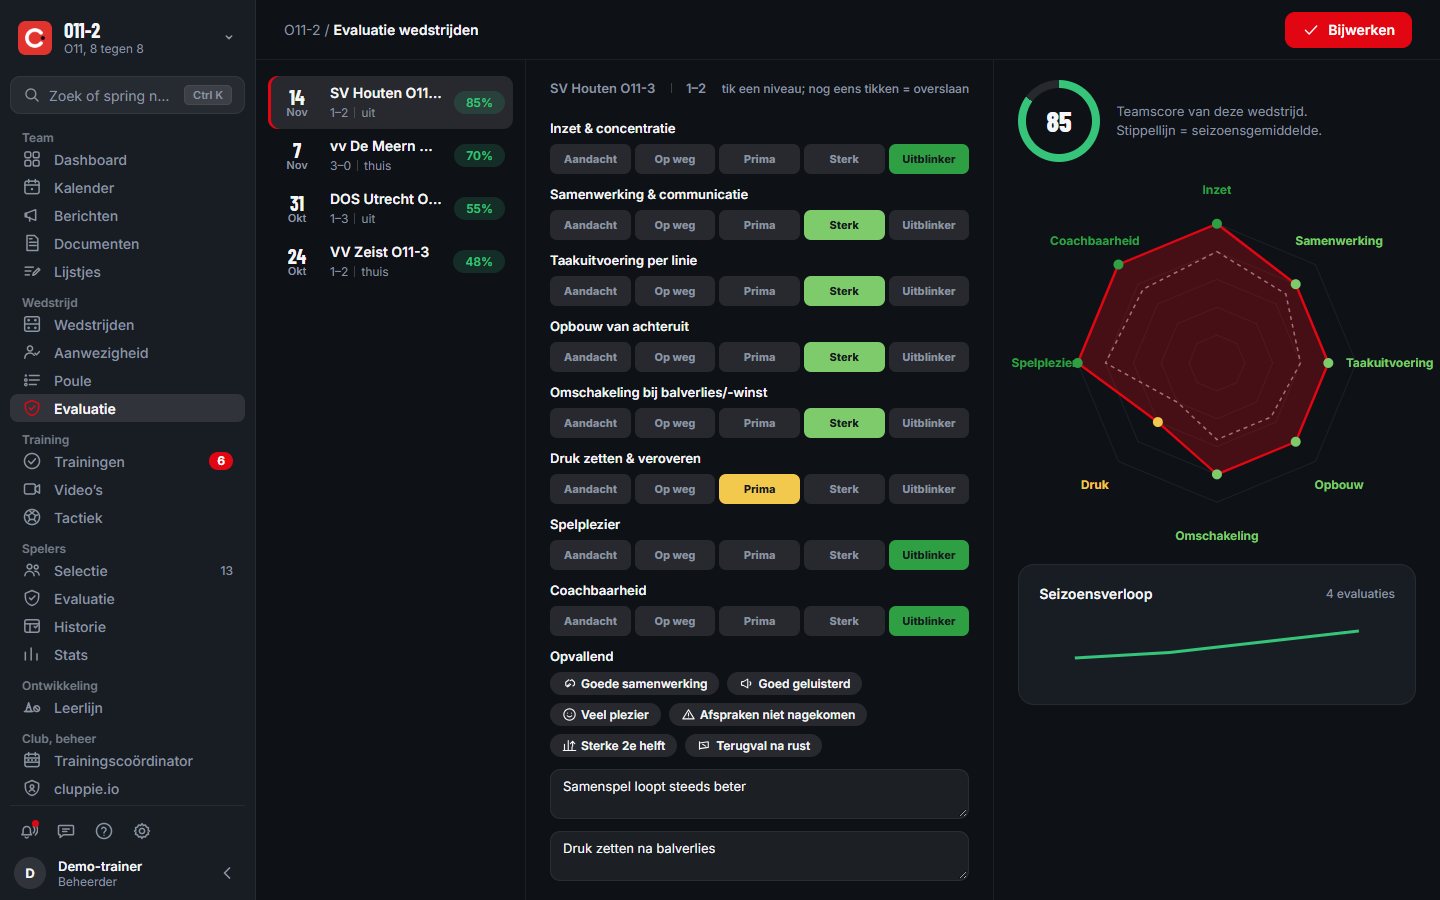 O11-2
O11, 8 tegen 8
Zoek of spring n...
Ctrl K
Team
Dashboard
Kalender
Berichten
Documenten
Lijstjes
Wedstrijd
Wedstrijden
Aanwezigheid
Poule
Evaluatie
Training
Trainingen
6
Video's
Tactiek
Spelers
Selectie
13
Evaluatie
Historie
Stats
Ontwikkeling
Leerlijn
Club, beheer
Trainingscoördinator
cluppie.io
D
Demo-trainer
Beheerder
O11-2 / Evaluatie wedstrijden
Bijwerken
14
Nov
SV Houten O11...
1–2 | uit
85%
7
Nov
vv De Meern ...
3–0 | thuis
70%
31
Okt
DOS Utrecht O...
1–3 | uit
55%
24
Okt
VV Zeist O11-3
1–2 | thuis
48%
SV Houten O11-3 | 1–2 tik een niveau; nog eens tikken = overslaan
Inzet & concentratie
Aandacht Op weg Prima Sterk Uitblinker
Samenwerking & communicatie
Aandacht Op weg Prima Sterk Uitblinker
Taakuitvoering per linie
Aandacht Op weg Prima Sterk Uitblinker
Opbouw van achteruit
Aandacht Op weg Prima Sterk Uitblinker
Omschakeling bij balverlies/-winst
Aandacht Op weg Prima Sterk Uitblinker
Druk zetten & veroveren
Aandacht Op weg Prima Sterk Uitblinker
Spelplezier
Aandacht Op weg Prima Sterk Uitblinker
Coachbaarheid
Aandacht Op weg Prima Sterk Uitblinker
Opvallend
Goede samenwerking Goed geluisterd
Veel plezier Afspraken niet nagekomen
Sterke 2e helft Terugval na rust
Samenspel loopt steeds beter
Druk zetten na balverlies
85
Teamscore van deze wedstrijd.
Stippellijn = seizoensgemiddelde.
Inzet
Coachbaarheid
Samenwerking
Spelplezier
Taakuitvoering
Druk
Opbouw
Omschakeling
Seizoensverloop
4 evaluaties